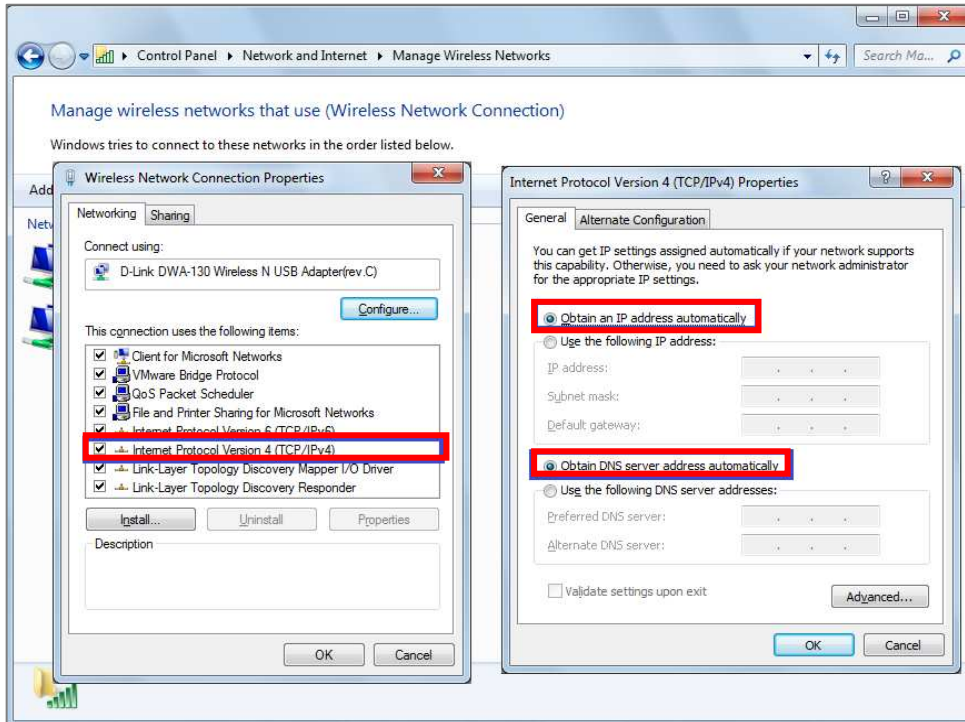 Control Panel ▸ Network and Internet ▸ Manage Wireless Networks
Search Ma...
Manage wireless networks that use (Wireless Network Connection)
Windows tries to connect to these networks in the order listed below.
Add
Netw
Wireless Network Connection Properties
Networking Sharing
Connect using:
D-Link DWA-130 Wireless N USB Adapter(rev.C)
Configure...
This connection uses the following items:
Client for Microsoft Networks
VMware Bridge Protocol
QoS Packet Scheduler
File and Printer Sharing for Microsoft Networks
Internet Protocol Version 6 (TCP/IPv6)
Internet Protocol Version 4 (TCP/IPv4)
Link-Layer Topology Discovery Mapper I/O Driver
Link-Layer Topology Discovery Responder
Install... Uninstall Properties
Description
OK Cancel
Internet Protocol Version 4 (TCP/IPv4) Properties
General Alternate Configuration
You can get IP settings assigned automatically if your network supports
this capability. Otherwise, you need to ask your network administrator
for the appropriate IP settings.
Obtain an IP address automatically
Use the following IP address:
IP address:
Subnet mask:
Default gateway:
Obtain DNS server address automatically
Use the following DNS server addresses:
Preferred DNS server:
Alternate DNS server:
Validate settings upon exit
Advanced...
OK Cancel